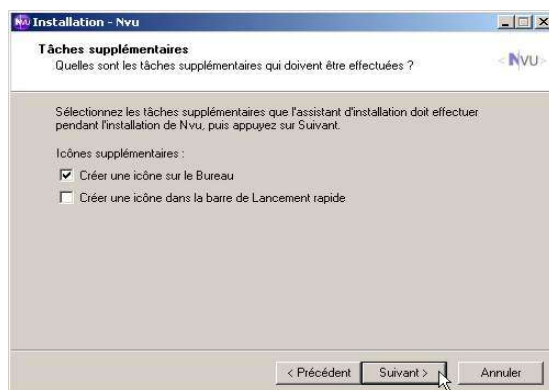 Installation - Nvu
Tâches supplémentaires
Quelles sont les tâches supplémentaires qui doivent être effectuées ?
< NVU >
Sélectionnez les tâches supplémentaires que l'assistant d'installation doit effectuer
pendant l'installation de Nvu, puis appuyez sur Suivant.
Icônes supplémentaires :
Créer une icône sur le Bureau
Créer une icône dans la barre de Lancement rapide
< Précédent
Suivant >
Annuler